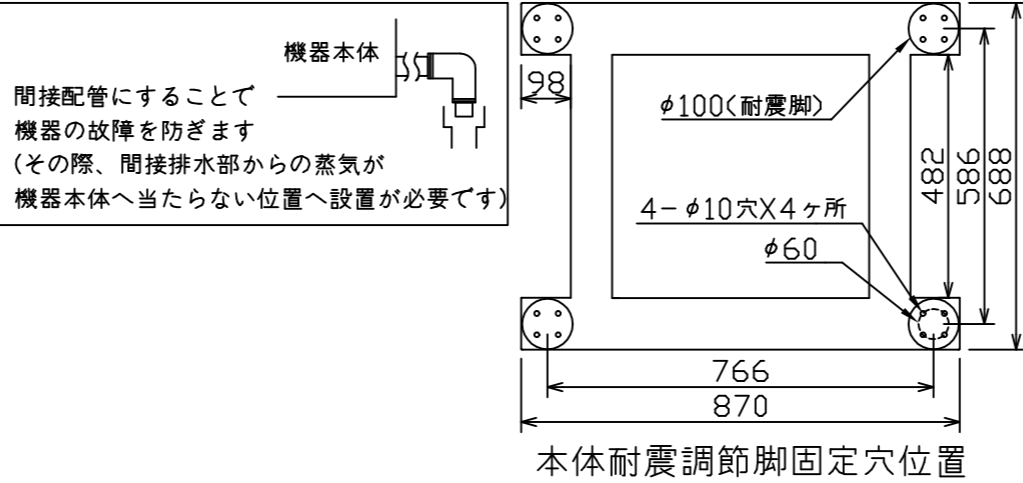 機器本体
間接配管にすることで
機器の故障を防ぎます
(その際、間接排水部からの蒸気が
機器本体へ当たらない位置へ設置が必要です)
98
φ100(耐震脚)
482
586
688
4-φ10穴X4ヶ所
φ60
766
870
本体耐震調節脚固定穴位置